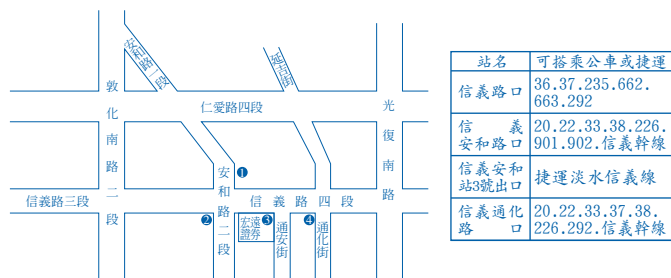 安和路一段
延吉街
敦化南路二段
仁愛路四段
光復南路
安和路二段
❶
信義路三段
信義路四段
❷
宏遠
證券
❸
❹
通安街
通化街
站名 可搭乘公車或捷運
信義路口 36.37.235.662.
663.292
信義
安和路口 20.22.33.38.226.
901.902.信義幹線
信義安和
站3號出口 捷運淡水信義線
信義通化
路口 20.22.33.37.38.
226.292.信義幹線